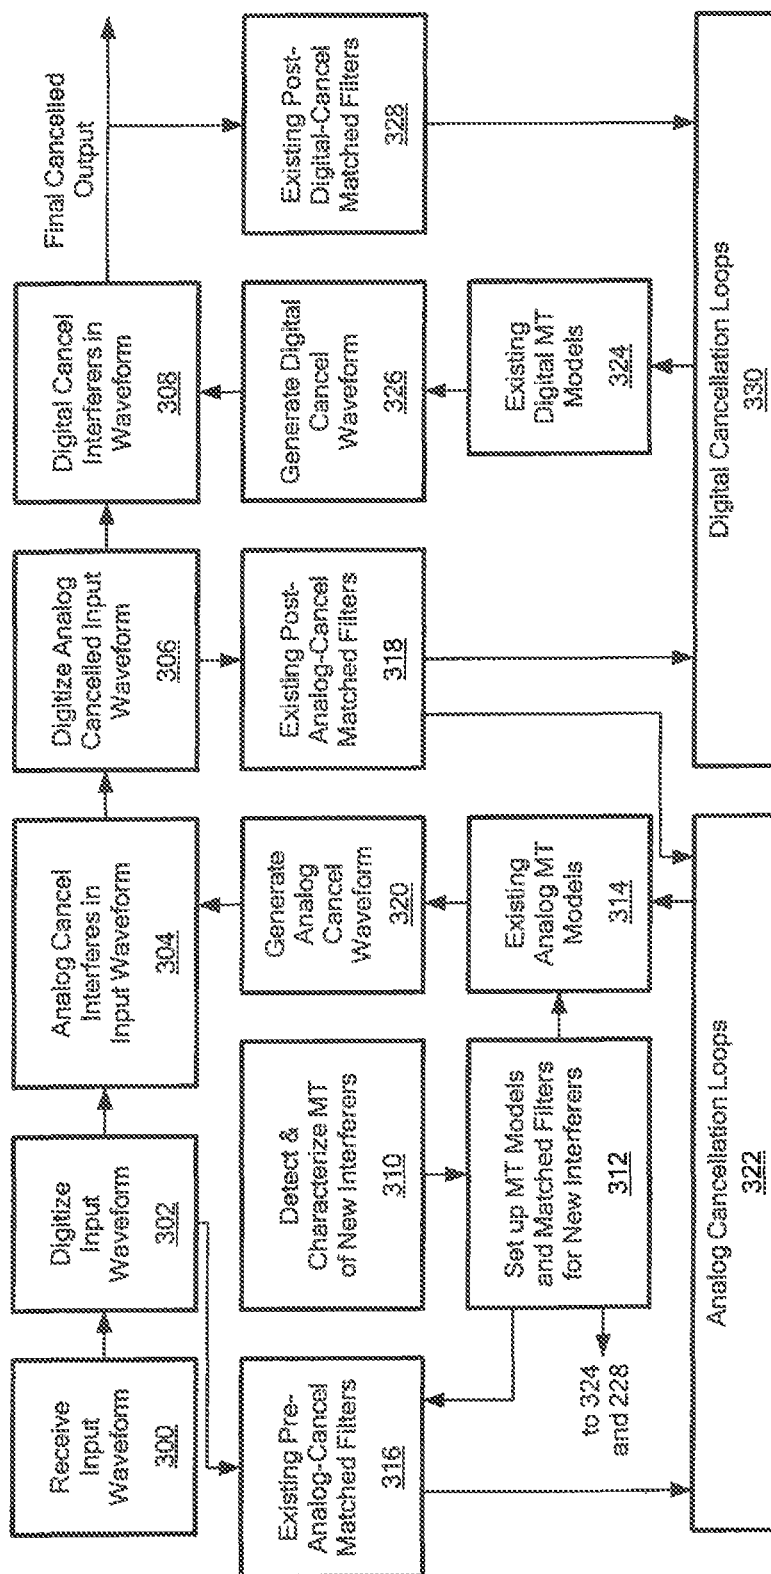 Receive
Input
Waveform
300
Digitize
Input
Waveform
302
Analog Cancel
Interferes in
Input Waveform
304
Digitize Analog
Cancelled Input
Waveform
306
Digital Cancel
Interferers in
Waveform
308
Final Cancelled
Output
Existing Pre-
Analog-Cancel
Matched Filters
316
Detect &
Characterize MT
of New Interferers
310
Generate
Analog
Cancel
Waveform
320
Existing Post-
Analog-Cancel
Matched Filters
318
Generate Digital
Cancel
Waveform
326
Existing Post-
Digital-Cancel
Matched Filters
328
to 324
and 228
Set up MT Models
and Matched Filters
for New Interferers
312
Existing
Analog MT
Models
314
Existing
Digital MT
Models
324
Analog Cancellation Loops
322
Digital Cancellation Loops
330